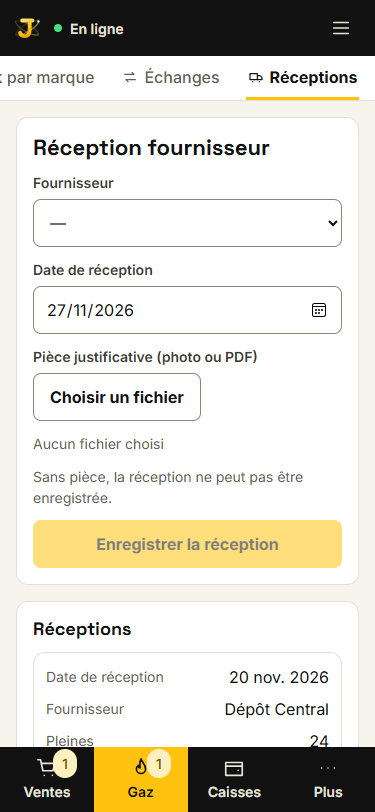 J
En ligne
k par marque
Échanges
Réceptions
Réception fournisseur
Fournisseur
—
Date de réception
27/11/2026
Pièce justificative (photo ou PDF)
Choisir un fichier
Aucun fichier choisi
Sans pièce, la réception ne peut pas être
enregistrée.
Enregistrer la réception
Réceptions
Date de réception 20 nov. 2026
Fournisseur Dépôt Central
Pleines 24
1
1
Ventes
Gaz
Caisses
Plus